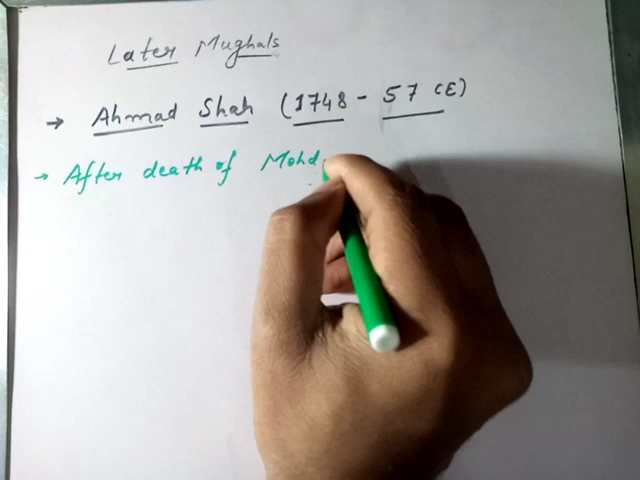 Later Mughals
→ Ahmad Shah (1748 - 57 CE)
→ After death of Mohd